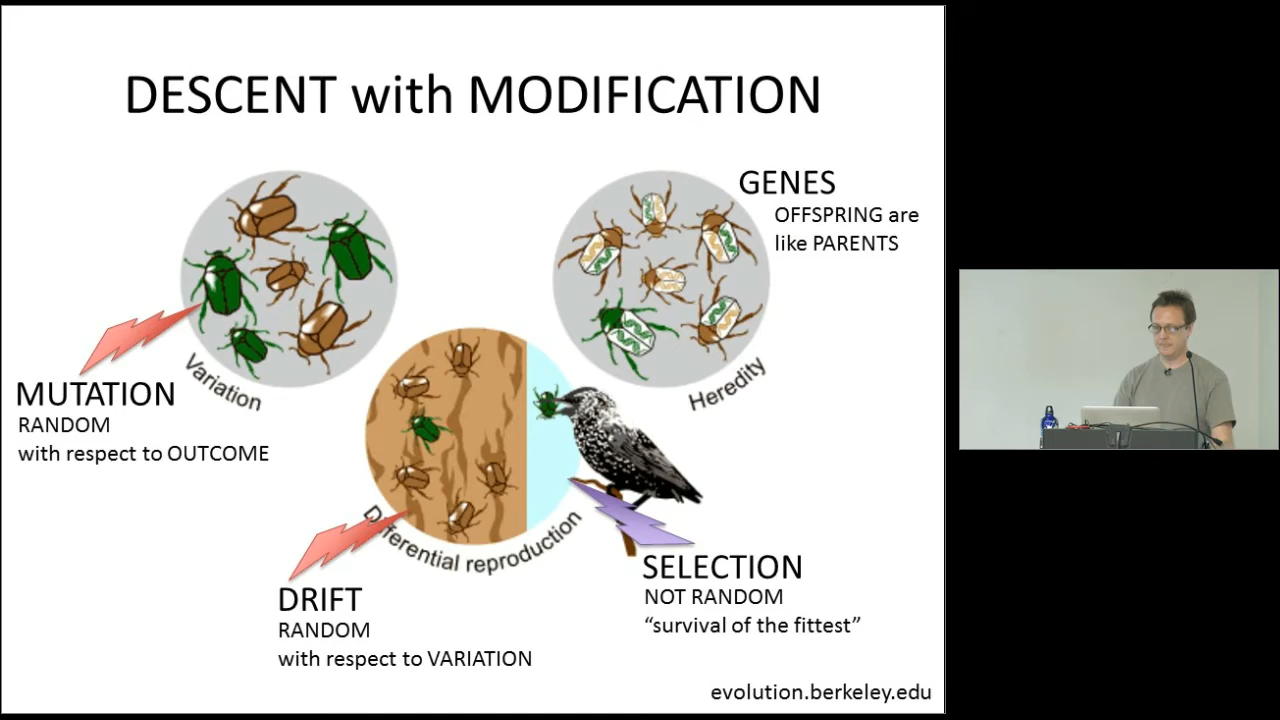 DESCENT with MODIFICATION
GENES
OFFSPRING are
like PARENTS
Variation
Heredity
MUTATION
RANDOM
with respect to OUTCOME
Differential reproduction
DRIFT
RANDOM
with respect to VARIATION
SELECTION
NOT RANDOM
“survival of the fittest”
evolution.berkeley.edu